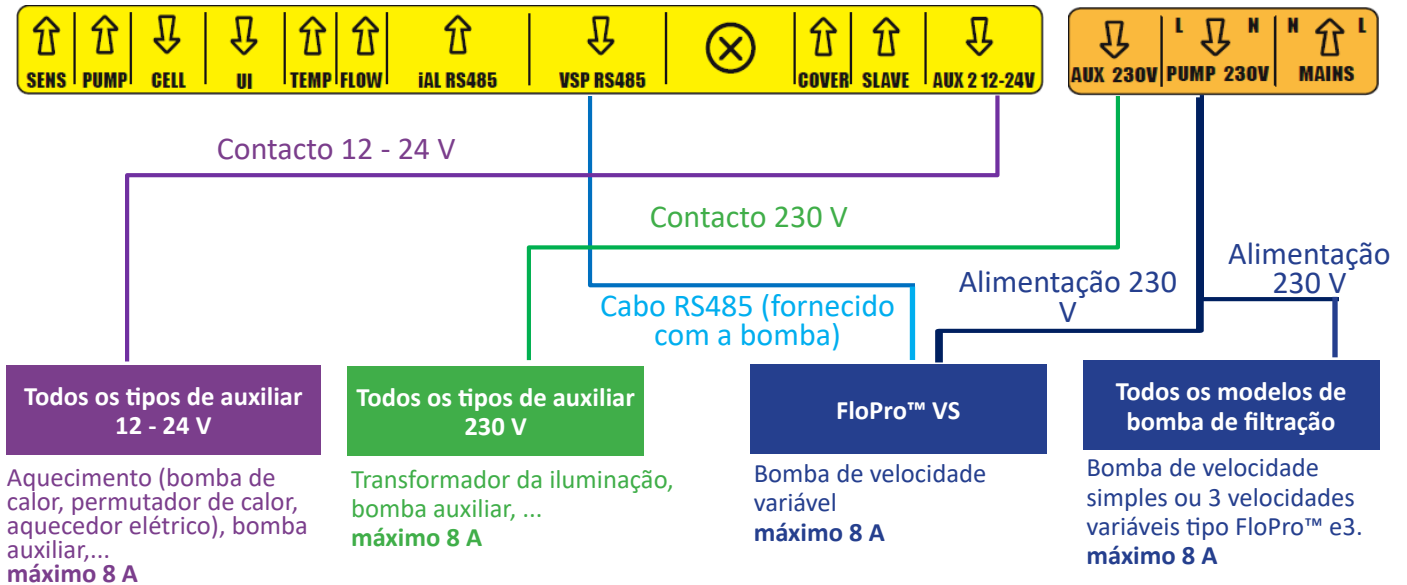 SENS PUMP CELL UI TEMP FLOW iAL RS485 VSP RS485 COVER SLAVE AUX 2 12-24V
L N N L
AUX 230V PUMP 230V MAINS
Contacto 12 - 24 V
Contacto 230 V
Alimentação
230 V
Alimentação 230
V
Cabo RS485 (fornecido
com a bomba)
Todos os tipos de auxiliar
12 - 24 V
Aquecimento (bomba de
calor, permutador de calor,
aquecedor elétrico), bomba
auxiliar,...
máximo 8 A
Todos os tipos de auxiliar
230 V
Transformador da iluminação,
bomba auxiliar, ...
máximo 8 A
FloPro™ VS
Bomba de velocidade
variável
máximo 8 A
Todos os modelos de
bomba de filtração
Bomba de velocidade
simples ou 3 velocidades
variáveis tipo FloPro™ e3.
máximo 8 A